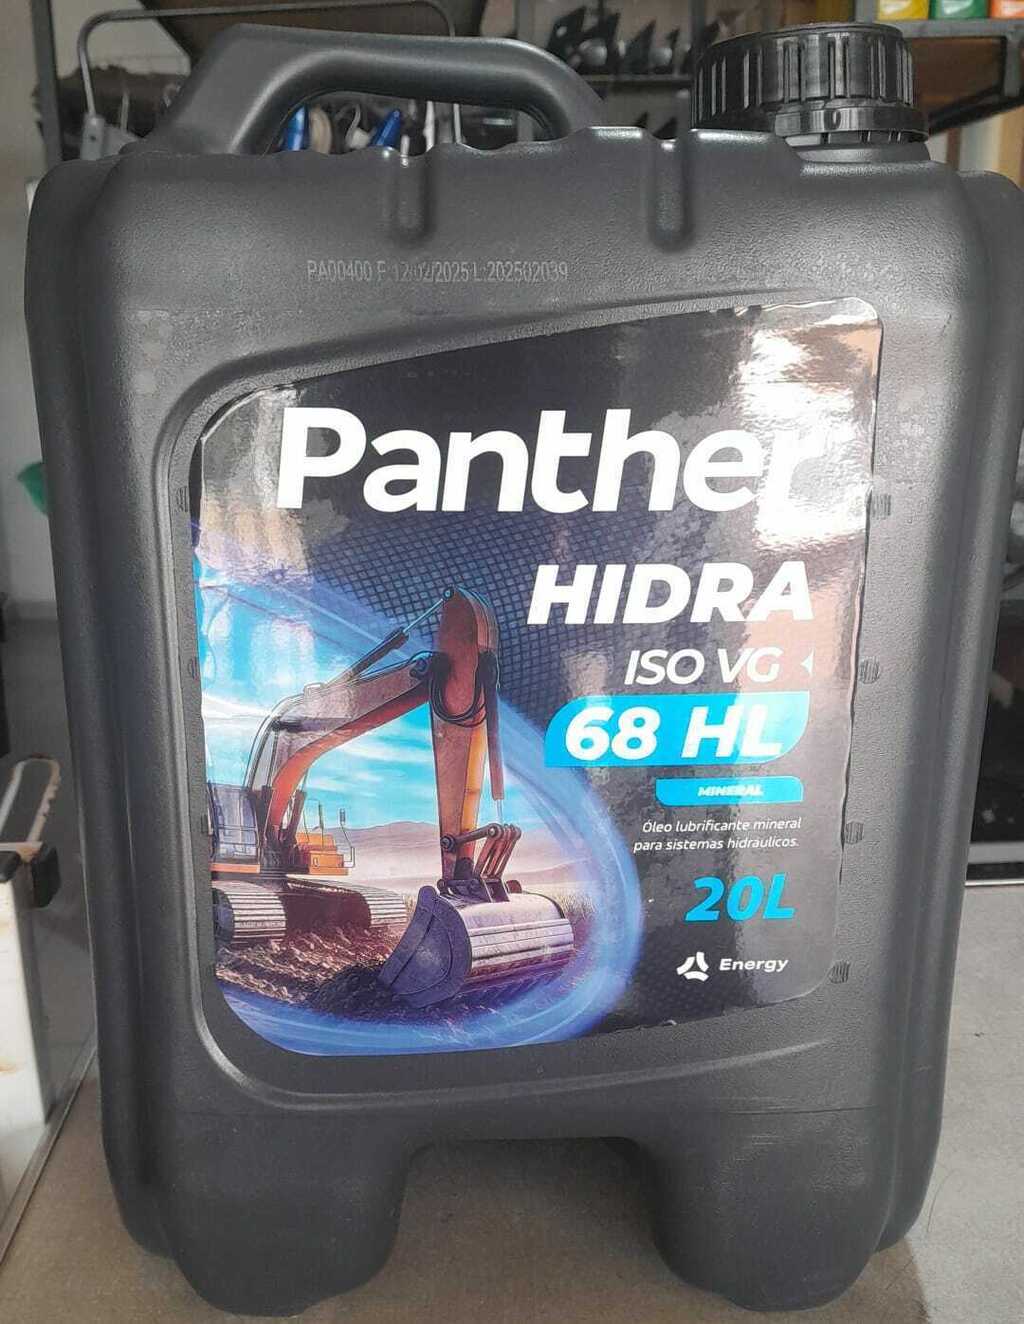 PA00400 F 12/02/2025 L:202502039
Panther
HIDRA
ISO VG
68 HL
MINERAL
Óleo lubrificante mineral
para sistemas hidráulicos.
20L
Energy